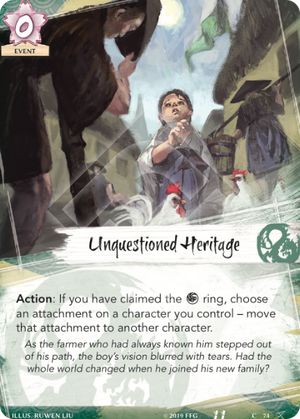 0
EVENT
Unquestioned Heritage
Action: If you have claimed the ring, choose
an attachment on a character you control – move
that attachment to another character.
As the farmer who had always known him stepped out
of his path, the boy's vision blurred with tears. Had the
whole world changed when he joined his new family?
ILLUS. RUWEN LIU
© 2019 FFG
C 74